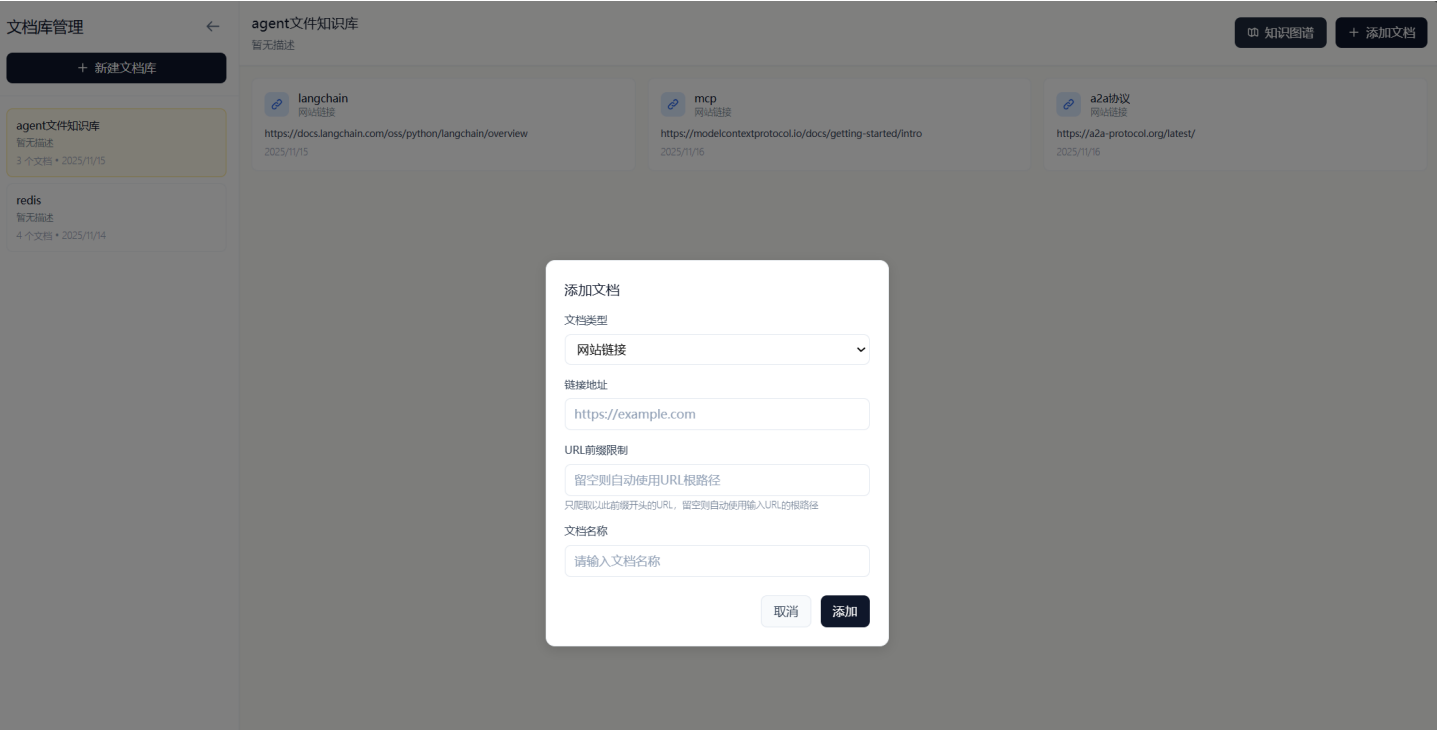 文档库管理
+ 新建文档库
agent文件知识库
暂无描述
3 个文档 • 2025/11/15
redis
暂无描述
4 个文档 • 2025/11/14
agent文件知识库
暂无描述
知识图谱
+ 添加文档
langchain
网站链接
https://docs.langchain.com/oss/python/langchain/overview
2025/11/15
mcp
网站链接
https://modelcontextprotocol.io/docs/getting-started/intro
2025/11/16
a2a协议
网站链接
https://a2a-protocol.org/latest/
2025/11/16
添加文档
文档类型
网站链接
链接地址
https://example.com
URL前缀限制
留空则自动使用URL根路径
只爬取以此前缀开头的URL，留空则自动使用输入URL的根路径
文档名称
请输入文档名称
取消
添加